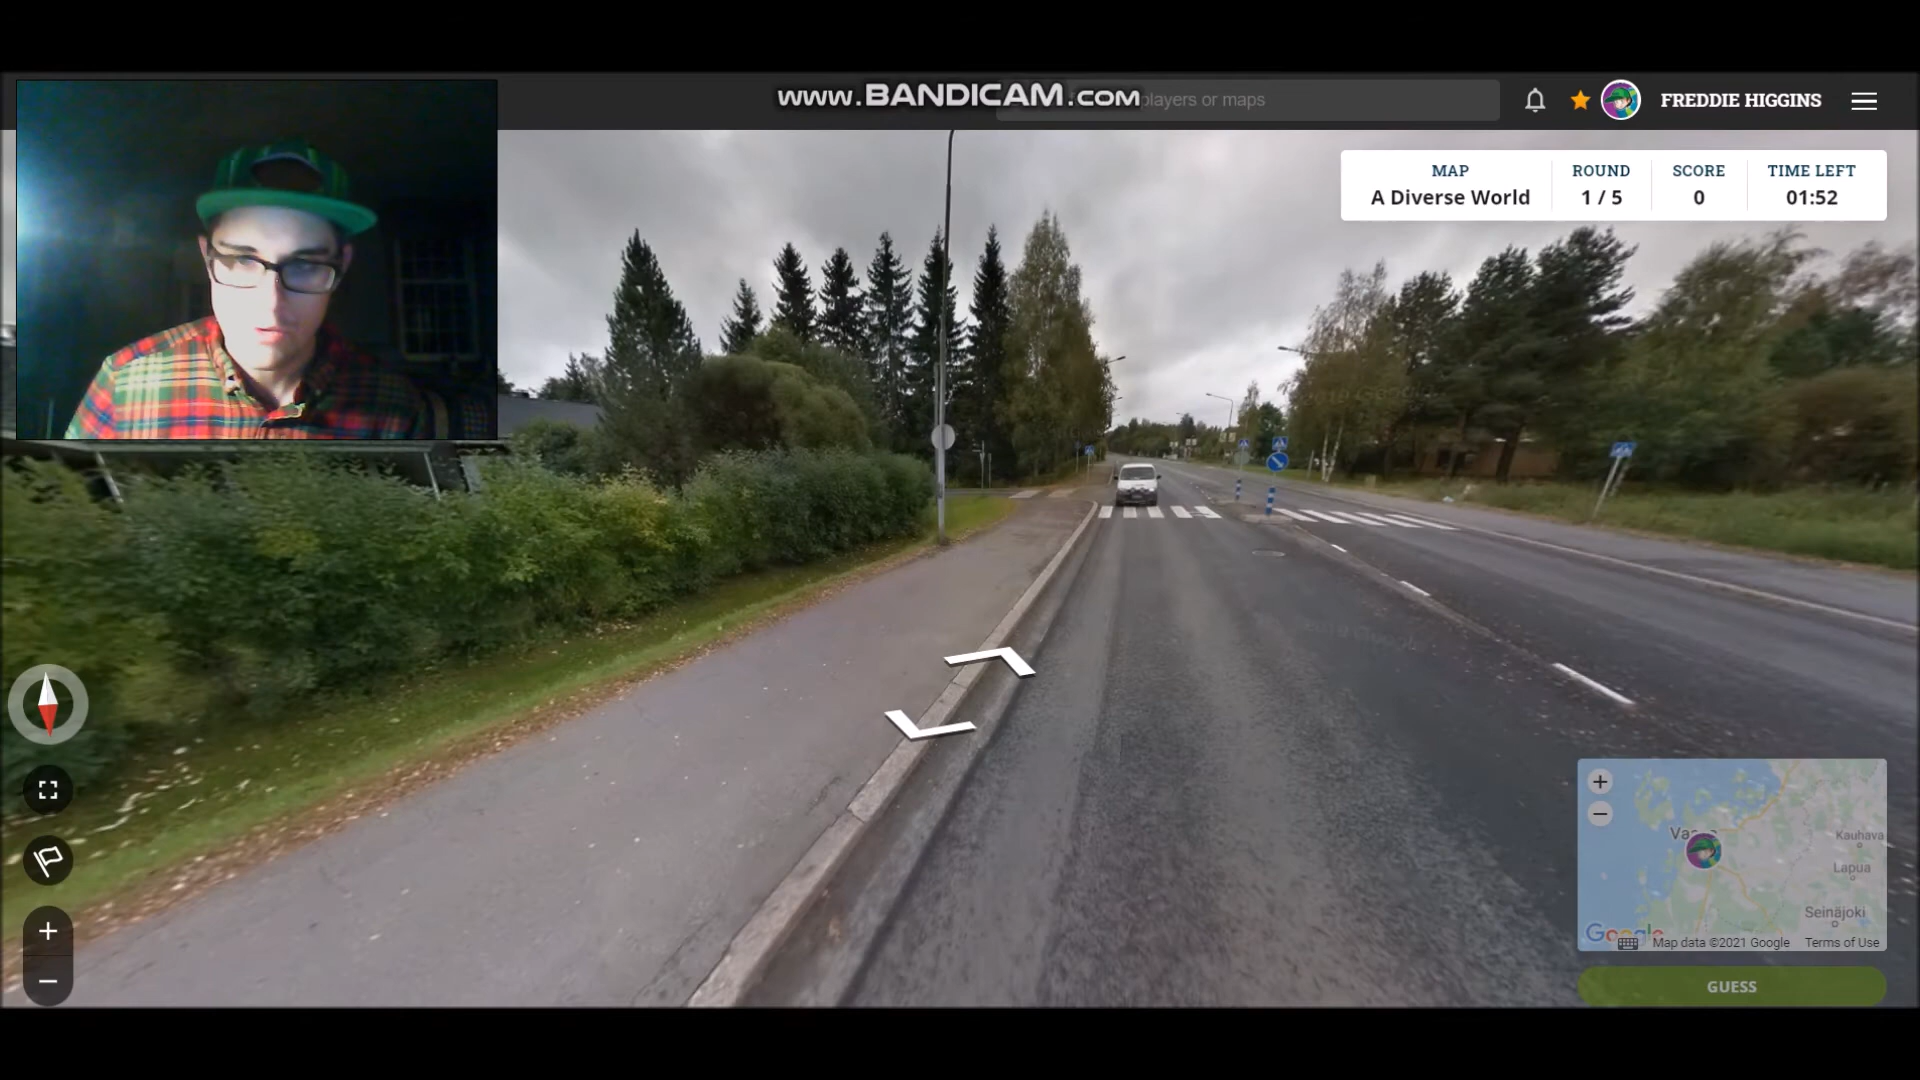 www.BANDICAM.com
players or maps
FREDDIE HIGGINS
MAP
ROUND
SCORE
TIME LEFT
A Diverse World
1 / 5
0
01:52
Kauhava
Lapua
Seinäjoki
Google
Map data ©2021 Google
Terms of Use
GUESS